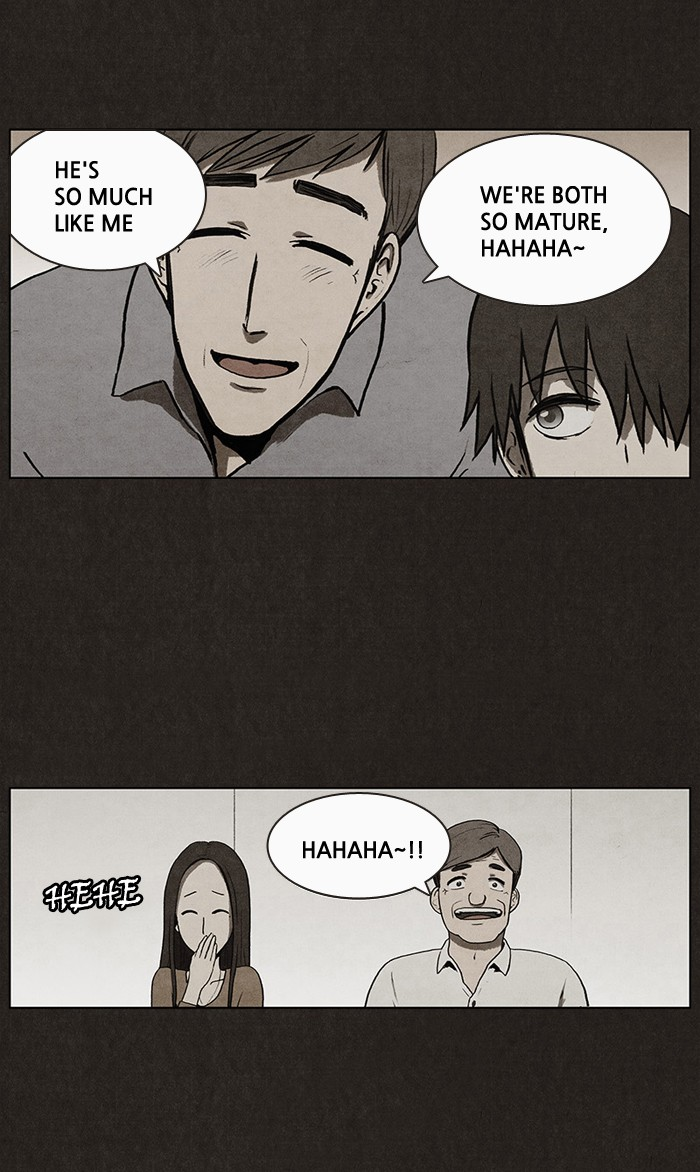 HE'S
SO MUCH
LIKE ME
WE'RE BOTH
SO MATURE,
HAHAHA~
HEHE
HAHAHA~!!